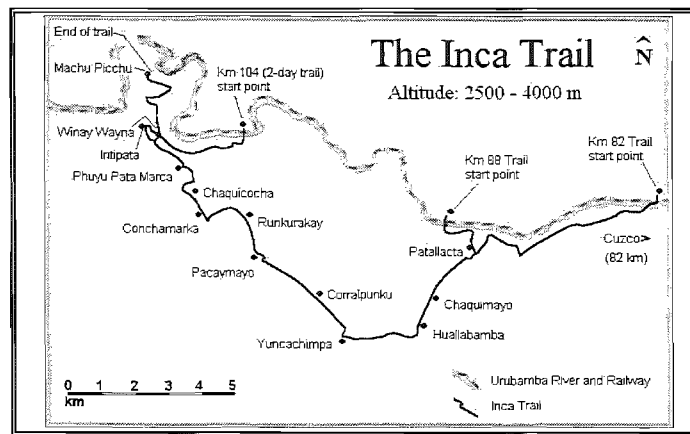 The Inca Trail
N
Altitude: 2500 - 4000 m
End of trail
Machu Picchu
Km 104 (2-day trail)
start point
Km 88 Trail
start point
Km 82 Trail
start point
Winay Wayna
Intipata
Phuyu Pata Marca
Chaquicocha
Conchamarka
Runkurakay
Pacaymayo
Patallacta
Cuzco>
(82 km)
Corralpunku
Chaquimayo
Huallabamba
Yuncachimpa
0 1 2 3 4 5
km
Urubamba River and Railway
Inca Trail